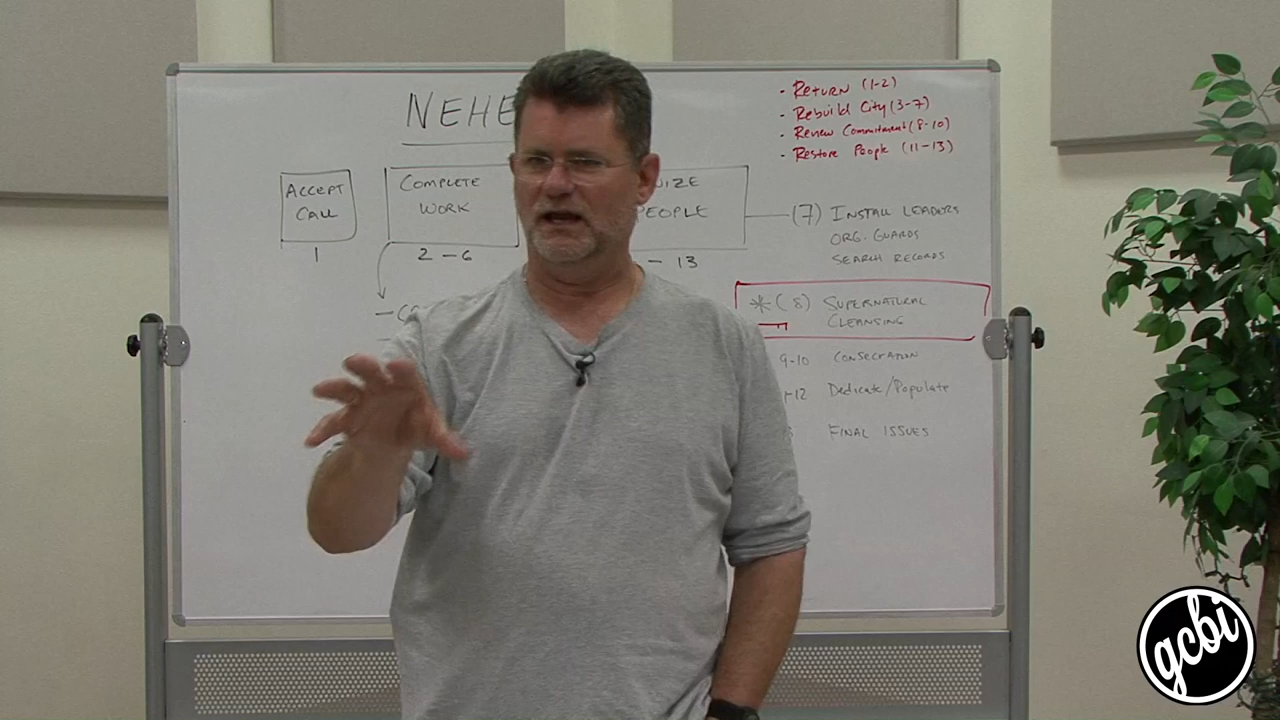 NEHE
· RETURN (1-2)
· Rebuild City (3-7)
· Review Commitment (8-10)
· Restore People (11-13)
ACCEPT
CALL
1
COMPLETE
WORK
2-6
PEOPLE
- 13
(7) INSTALL LEADERS
ORG. GUARDS
SEARCH RECORDS
*(8) SUPERNATURAL
CLEANSING
9-10 CONSECRATION
-12 Dedicate/Populate
FINAL ISSUES
gcbi